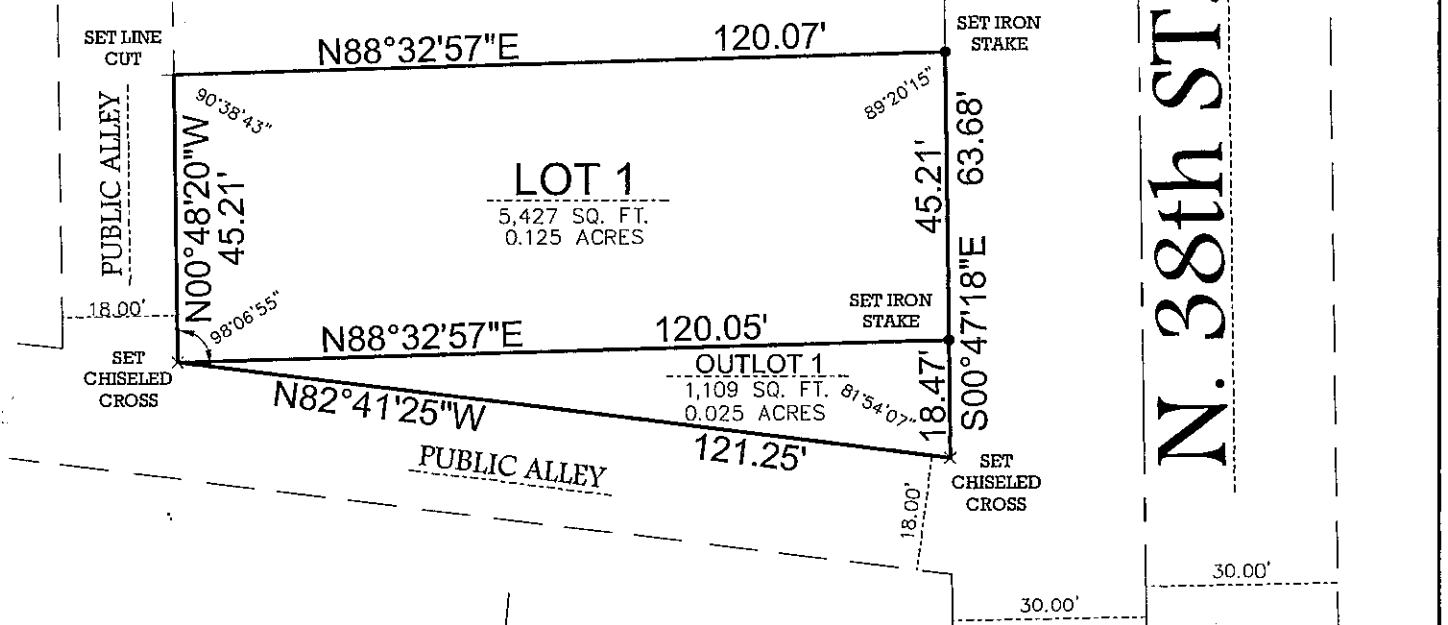 SET LINE
CUT
N88°32'57"E
120.07'
SET IRON
STAKE
N. 38th ST.
90°38'43"
89°20'15"
PUBLIC ALLEY
N00°48'20"W
45.21'
LOT 1
5,427 SQ. FT.
0.125 ACRES
45.21'
63.68'
S00°47'18"E
18.00'
98°06'55"
SET IRON
STAKE
N88°32'57"E
120.05'
SET
CHISELED
CROSS
OUTLOT 1
1,109 SQ. FT.
0.025 ACRES
81°54'07"
18.47'
N82°41'25"W
121.25'
PUBLIC ALLEY
SET
CHISELED
CROSS
18.00'
30.00'
30.00'